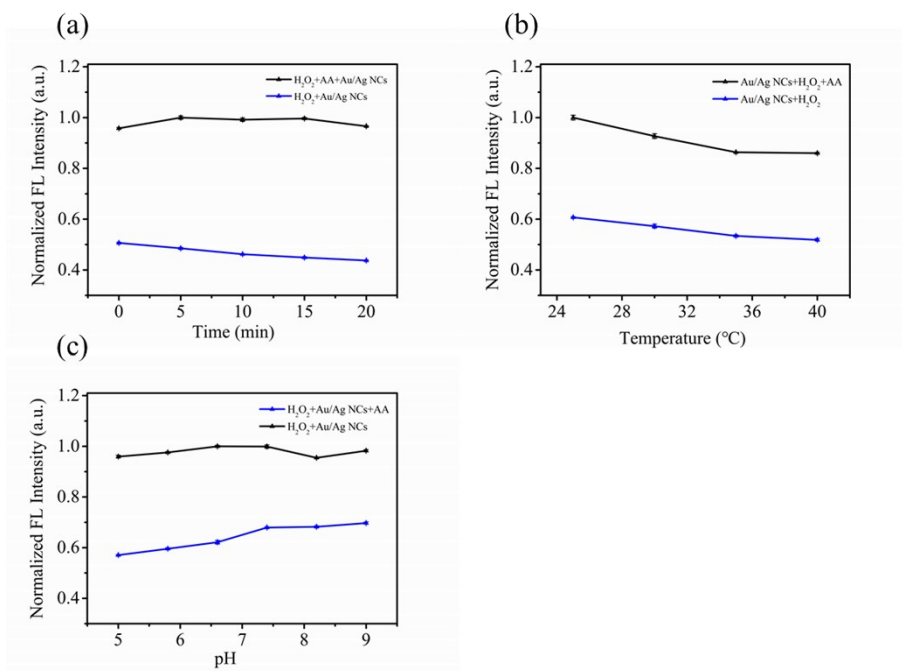 (a)
1.2
1.0
0.8
0.6
0.4
Normalized FL Intensity (a.u.)
H₂O₂+AA+Au/Ag NCs
H₂O₂+Au/Ag NCs
0 5 10 15 20
Time (min)
(b)
1.2
1.0
0.8
0.6
0.4
Normalized FL Intensity (a.u.)
Au/Ag NCs+H₂O₂+AA
Au/Ag NCs+H₂O₂
24 28 32 36 40
Temperature (℃)
(c)
1.2
1.0
0.8
0.6
0.4
Normalized FL Intensity (a.u.)
H₂O₂+Au/Ag NCs+AA
H₂O₂+Au/Ag NCs
5 6 7 8 9
pH